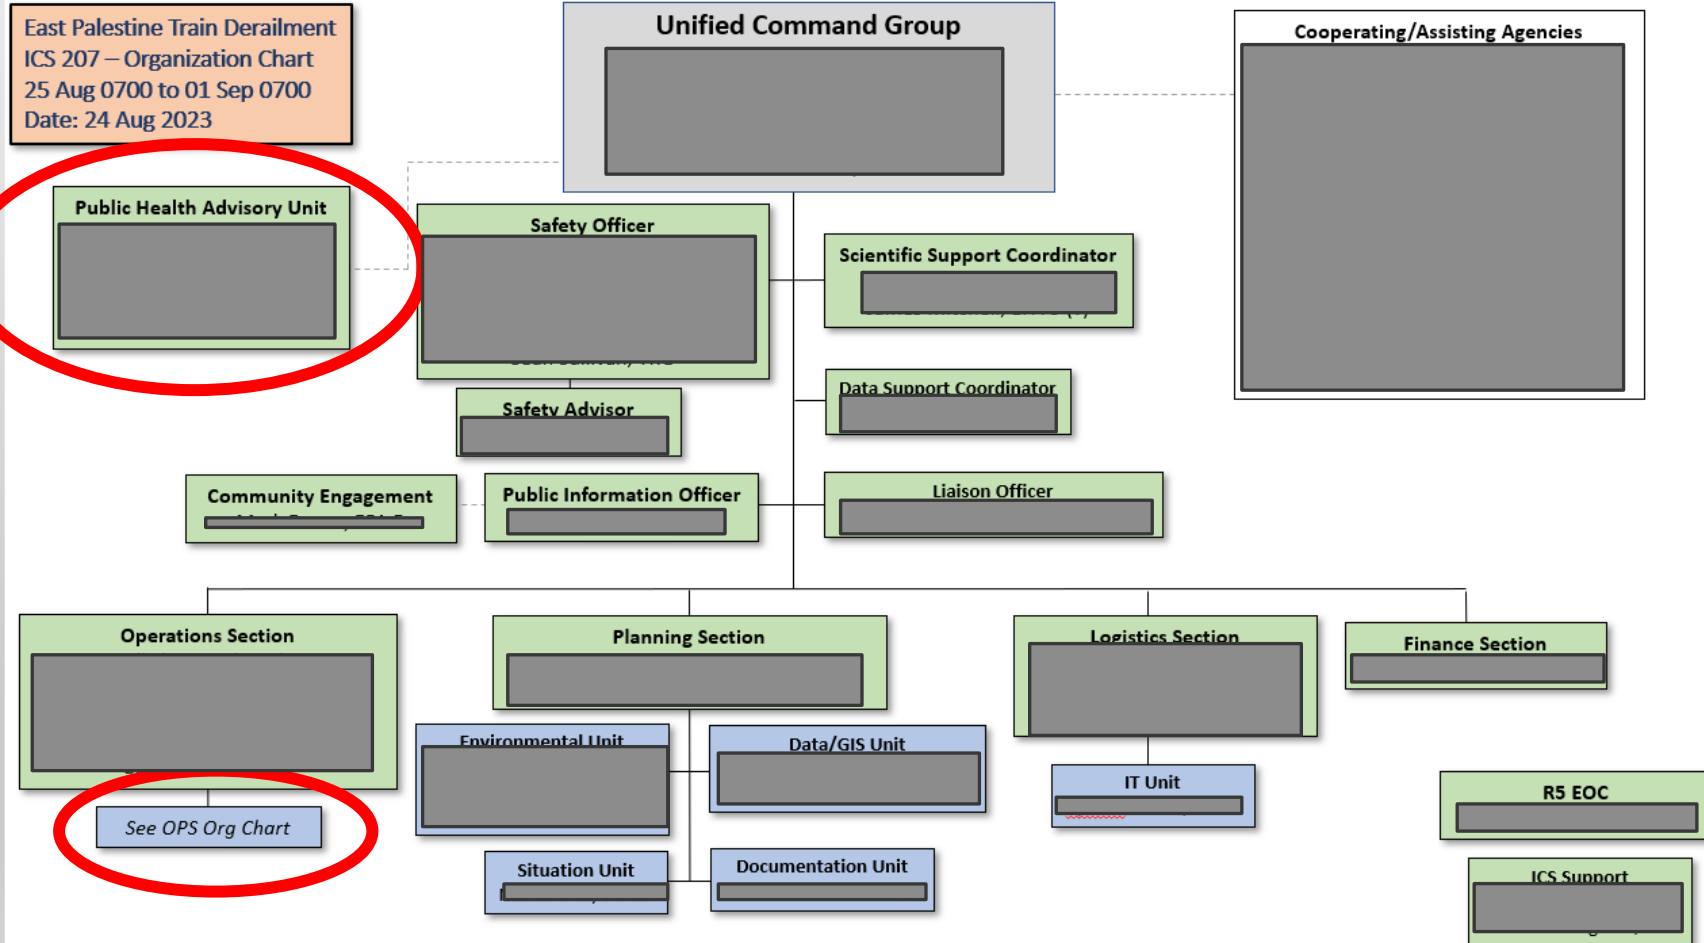 East Palestine Train Derailment
ICS 207 – Organization Chart
25 Aug 0700 to 01 Sep 0700
Date: 24 Aug 2023
Unified Command Group
Cooperating/Assisting Agencies
Public Health Advisory Unit
Safety Officer
Scientific Support Coordinator
Safety Advisor
Data Support Coordinator
Community Engagement
Public Information Officer
Liaison Officer
Operations Section
Planning Section
Logistics Section
Finance Section
See OPS Org Chart
Environmental Unit
Data/GIS Unit
IT Unit
Situation Unit
Documentation Unit
R5 EOC
ICS Support